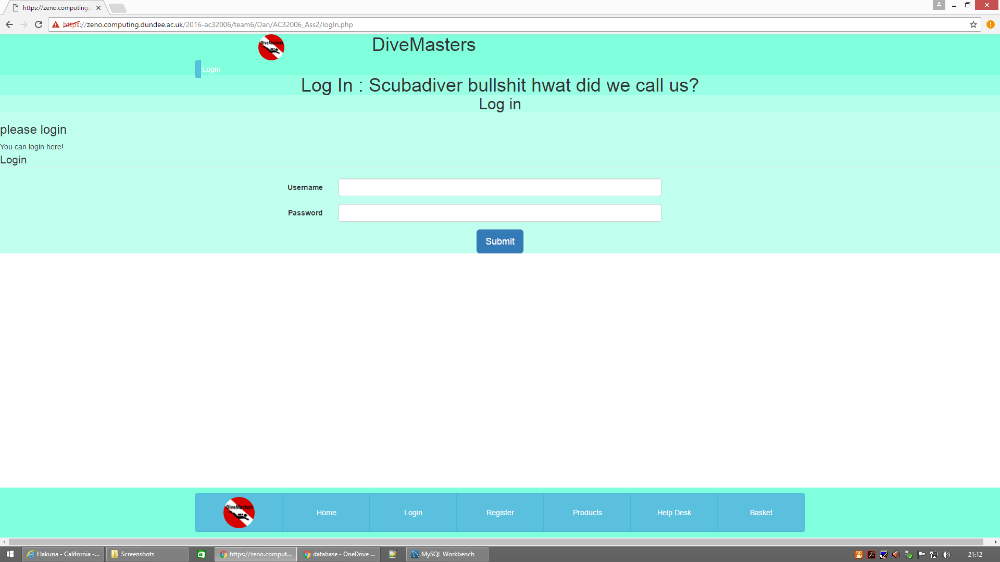 https://zeno.computing.
https://zeno.computing.dundee.ac.uk/2016-ac32006/team6/Dan/AC32006_Ass2/logIn.php
DiveMasters
DiveMasters
Login
Log In : Scubadiver bullshit hwat did we call us?
Log in
please login
You can login here!
Login
Username
Password
Submit
DiveMasters
Home
Login
Register
Products
Help Desk
Basket
Hakuna - California -...
Screenshots
https://zeno.comput...
database - OneDrive ...
MySQL Workbench
21:12